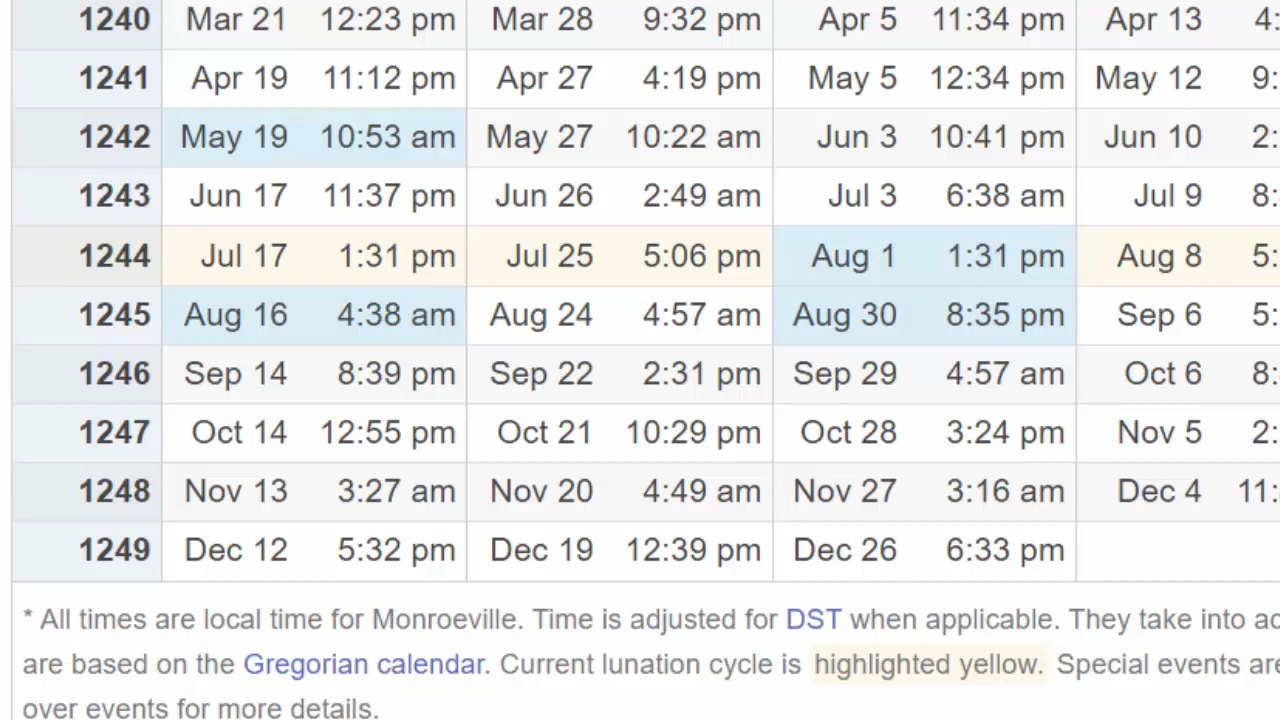 1240 Mar 21 12:23 pm Mar 28 9:32 pm Apr 5 11:34 pm Apr 13 4:
1241 Apr 19 11:12 pm Apr 27 4:19 pm May 5 12:34 pm May 12 9:
1242 May 19 10:53 am May 27 10:22 am Jun 3 10:41 pm Jun 10 2:
1243 Jun 17 11:37 pm Jun 26 2:49 am Jul 3 6:38 am Jul 9 8:
1244 Jul 17 1:31 pm Jul 25 5:06 pm Aug 1 1:31 pm Aug 8 5:
1245 Aug 16 4:38 am Aug 24 4:57 am Aug 30 8:35 pm Sep 6 5:
1246 Sep 14 8:39 pm Sep 22 2:31 pm Sep 29 4:57 am Oct 6 8:
1247 Oct 14 12:55 pm Oct 21 10:29 pm Oct 28 3:24 pm Nov 5 2:
1248 Nov 13 3:27 am Nov 20 4:49 am Nov 27 3:16 am Dec 4 11:
1249 Dec 12 5:32 pm Dec 19 12:39 pm Dec 26 6:33 pm
* All times are local time for Monroeville. Time is adjusted for DST when applicable. They take into ac
are based on the Gregorian calendar. Current lunation cycle is highlighted yellow. Special events are
over events for more details.